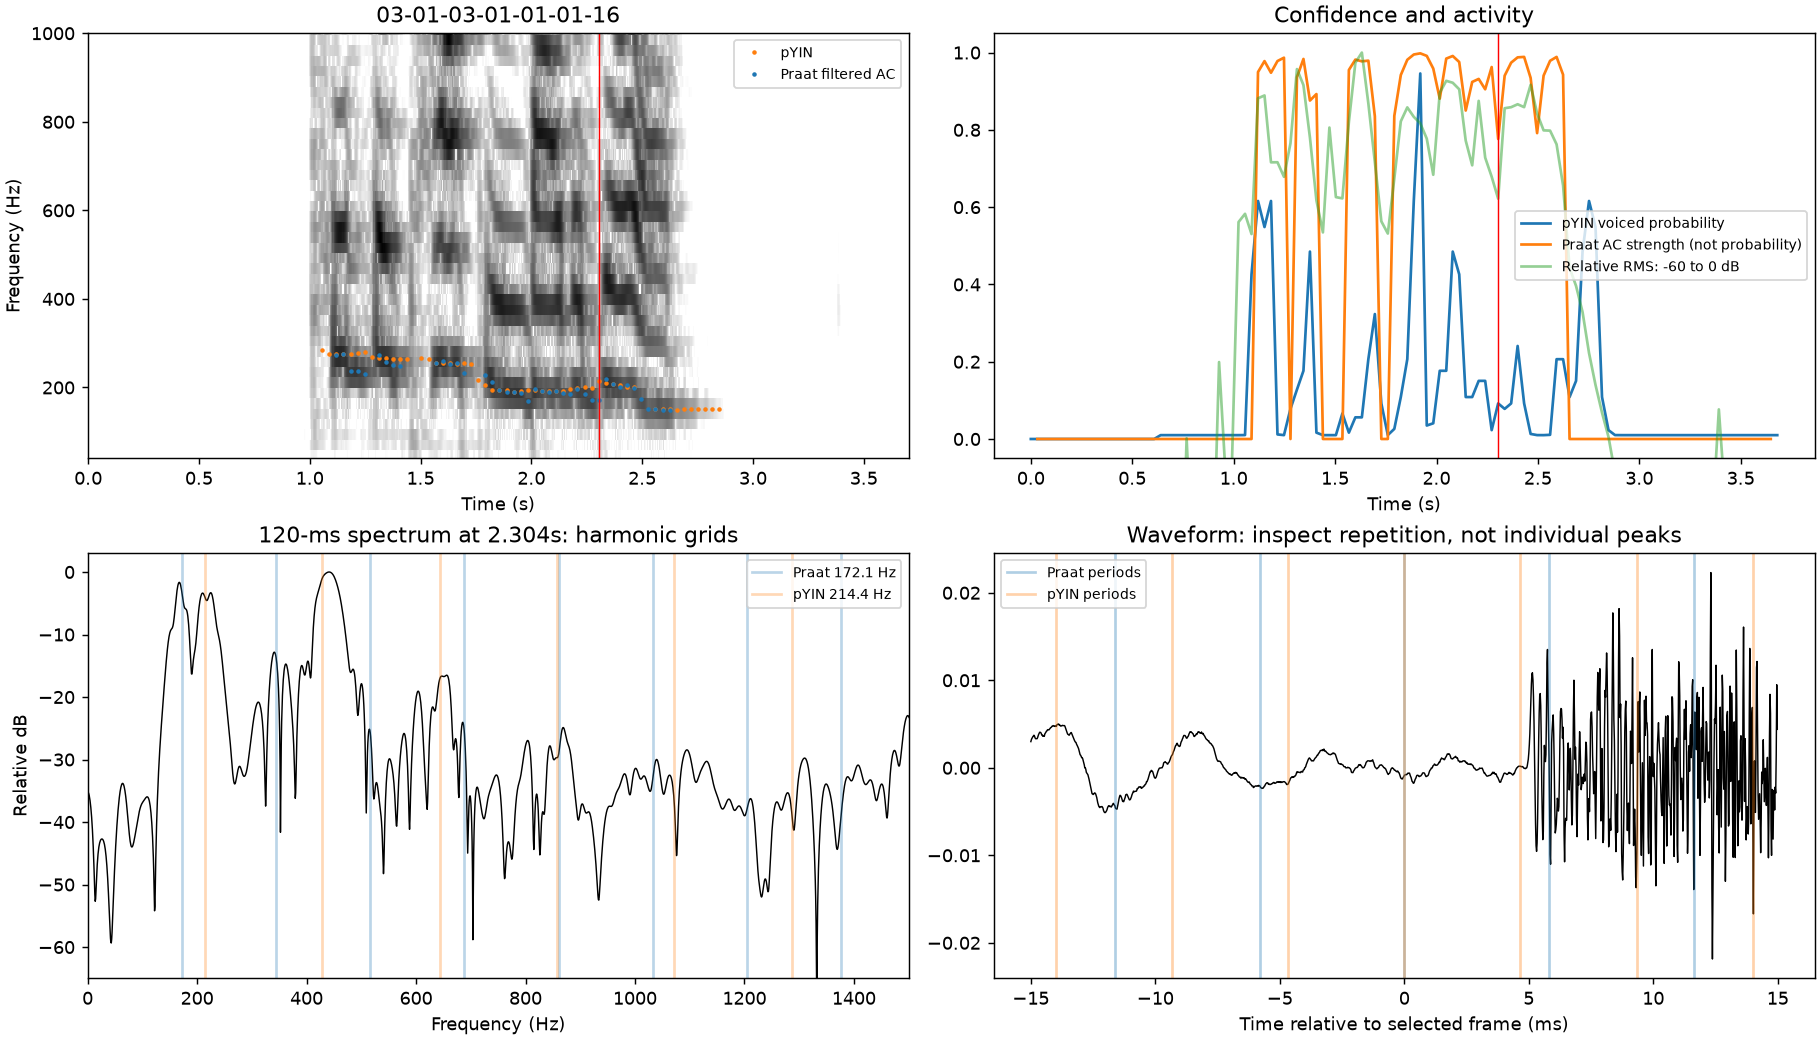 03-01-03-01-01-01-16
1000
800
600
400
200
Frequency (Hz)
0.0 0.5 1.0 1.5 2.0 2.5 3.0 3.5
Time (s)
pYIN
Praat filtered AC
Confidence and activity
1.0
0.8
0.6
0.4
0.2
0.0
0.0 0.5 1.0 1.5 2.0 2.5 3.0 3.5
Time (s)
pYIN voiced probability
Praat AC strength (not probability)
Relative RMS: -60 to 0 dB
120-ms spectrum at 2.304s: harmonic grids
0
−10
−20
−30
−40
−50
−60
Relative dB
0 200 400 600 800 1000 1200 1400
Frequency (Hz)
Praat 172.1 Hz
pYIN 214.4 Hz
Waveform: inspect repetition, not individual peaks
0.02
0.01
0.00
−0.01
−0.02
−15 −10 −5 0 5 10 15
Time relative to selected frame (ms)
Praat periods
pYIN periods